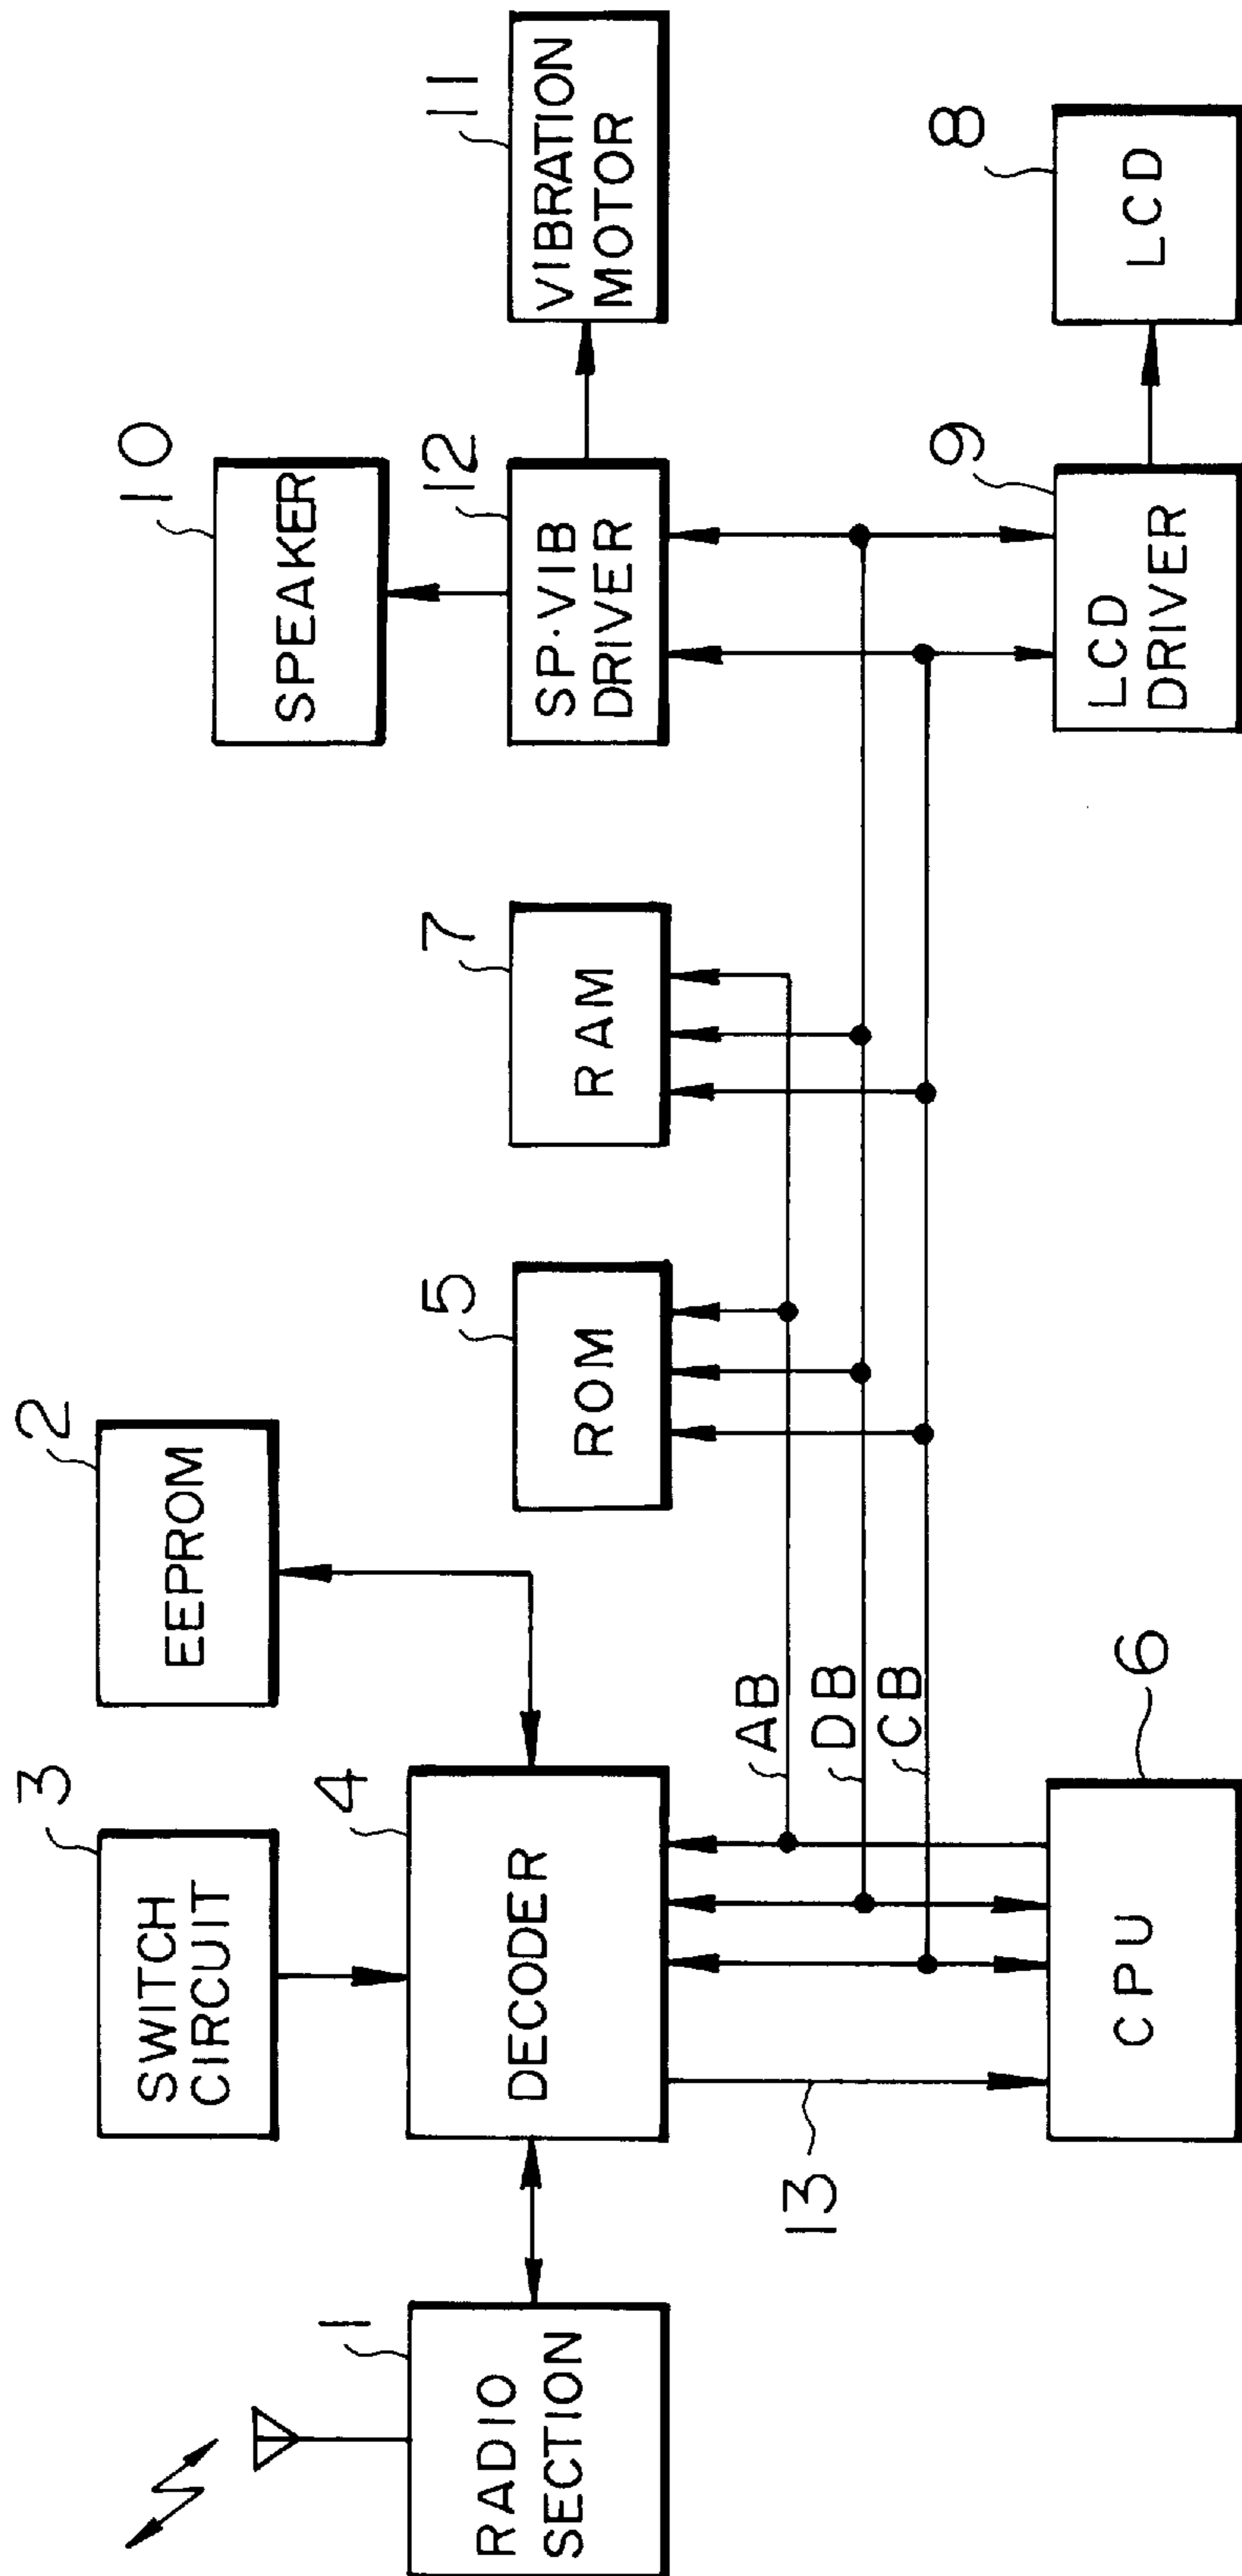 10
SPEAKER
11
VIBRATION
MOTOR
12
SP·VIB
DRIVER
8
LCD
9
LCD
DRIVER
7
RAM
5
ROM
2
EEPROM
3
SWITCH
CIRCUIT
4
DECODER
AB
DB
CB
6
CPU
13
1
RADIO
SECTION